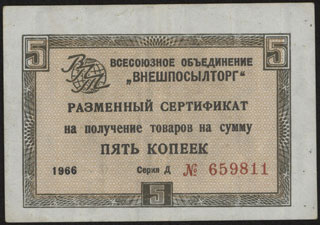 5
5
ВПТ
ВСЕСОЮЗНОЕ ОБЪЕДИНЕНИЕ
„ВНЕШПОСЫЛТОРГ“
РАЗМЕННЫЙ СЕРТИФИКАТ
на получение товаров на сумму
ПЯТЬ КОПЕЕК
1966 Серия Д № 659811
5